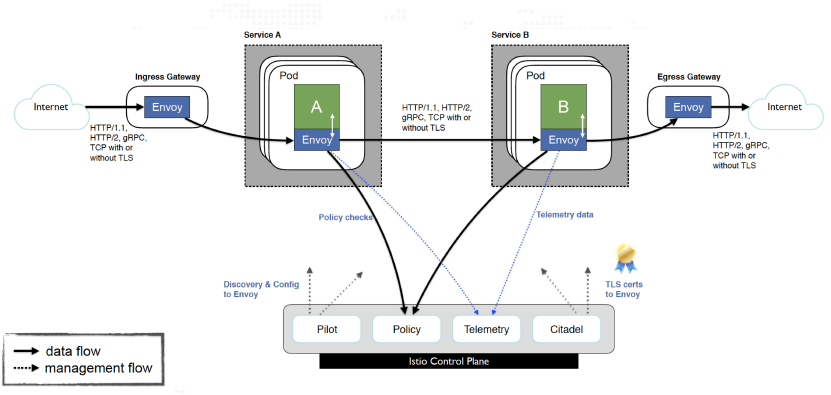 Service A
Service B
Ingress Gateway
Egress Gateway
Pod
Pod
Internet
Envoy
A
Envoy
HTTP/1.1, HTTP/2,
gRPC, TCP with or
without TLS
B
Envoy
Envoy
Internet
HTTP/1.1,
HTTP/2, gRPC,
TCP with or
without TLS
HTTP/1.1,
HTTP/2, gRPC,
TCP with or
without TLS
Policy checks
Telemetry data
Discovery & Config
to Envoy
TLS certs
to Envoy
Pilot
Policy
Telemetry
Citadel
Istio Control Plane
data flow
management flow